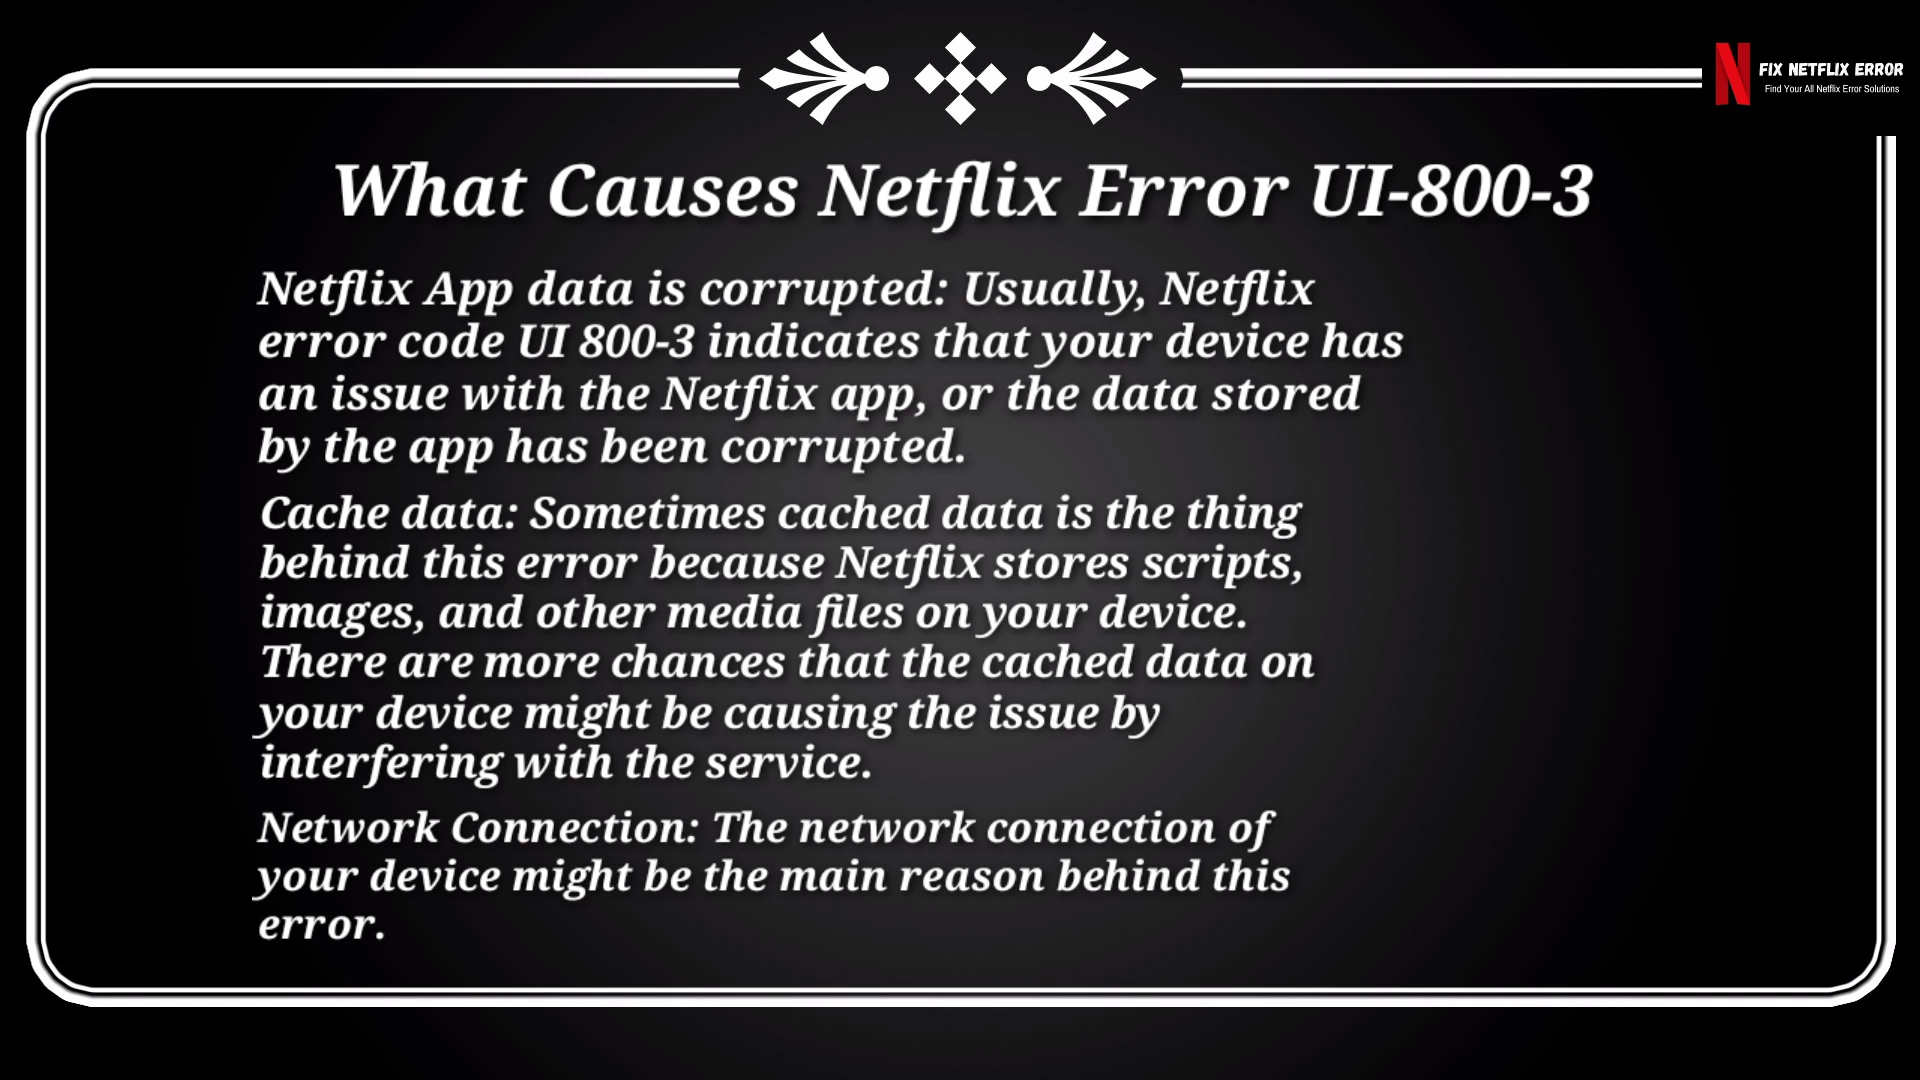 FIX NETFLIX ERROR
Find Your All Netflix Error Solutions
What Causes Netflix Error UI-800-3
Netflix App data is corrupted: Usually, Netflix
error code UI 800-3 indicates that your device has
an issue with the Netflix app, or the data stored
by the app has been corrupted.
Cache data: Sometimes cached data is the thing
behind this error because Netflix stores scripts,
images, and other media files on your device.
There are more chances that the cached data on
your device might be causing the issue by
interfering with the service.
Network Connection: The network connection of
your device might be the main reason behind this
error.